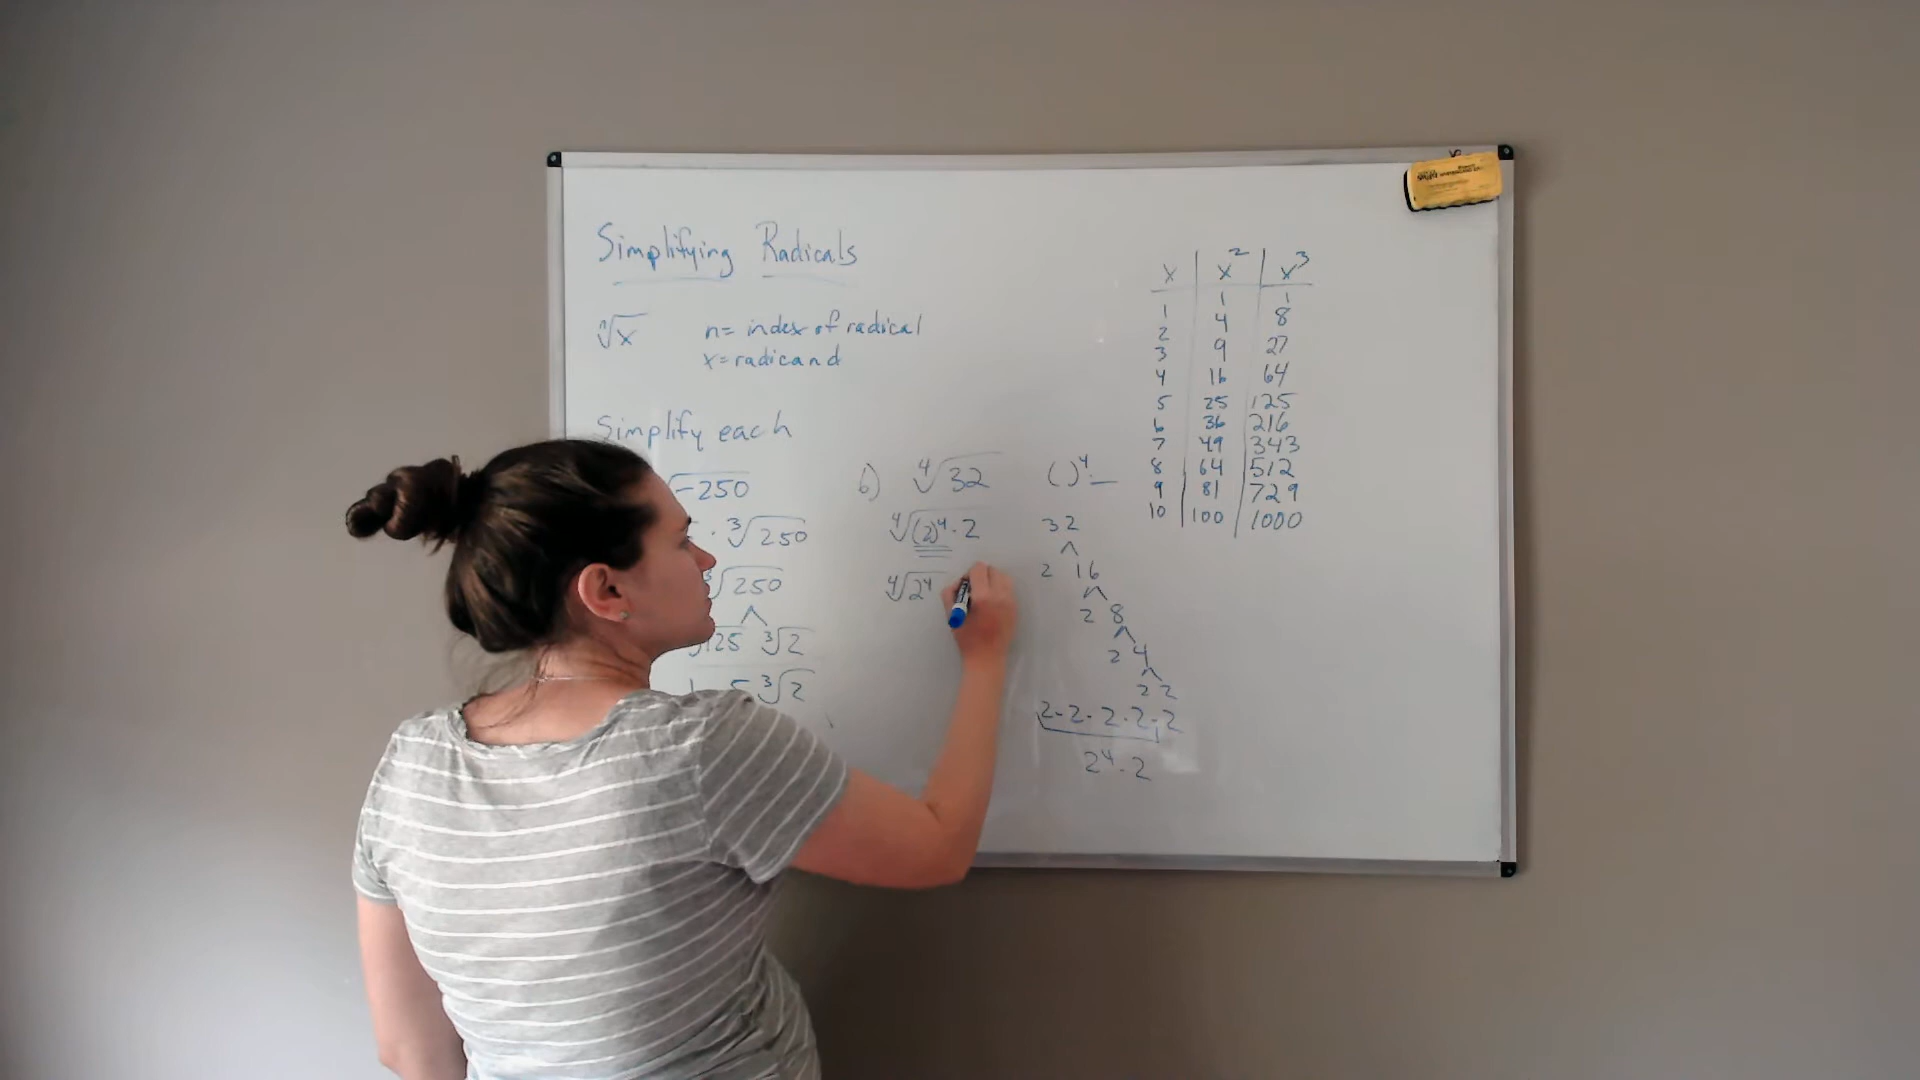 Simplifying Radicals
ⁿ√x n= index of radical
x= radicand
Simplify each
√-250
· ³√250
³√250
√125 ³√2
5 ³√2
b) ⁴√32 ( )⁴·__
⁴√(2)⁴·2
⁴√2⁴
32
2 16
2 8
2 4
2 2
2·2·2·2·2
2⁴·2
x x² x³
1 1 1
2 4 8
3 9 27
4 16 64
5 25 125
6 36 216
7 49 343
8 64 512
9 81 729
10 100 1000